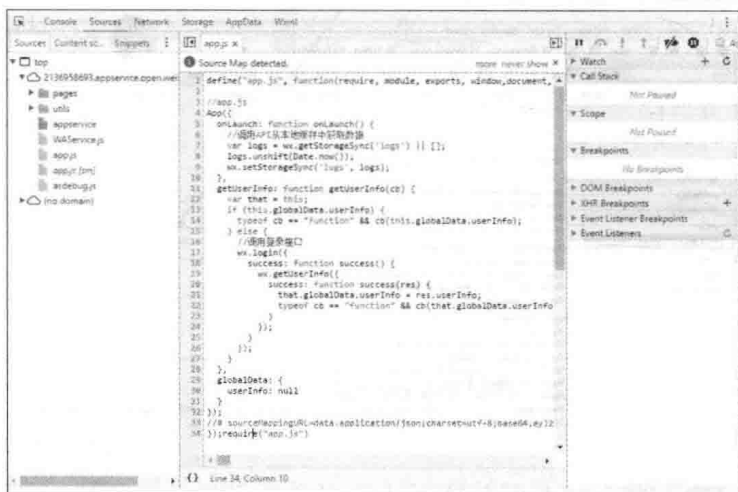 Console Sources Network Storage AppData Wxml
Sources Content sc... Snippets
app.js ×
top
2136958693.appservice.open.wei
pages
utils
appservice
WAService.js
app.js
app.js [sm]
asdebug.js
(no domain)
Source Map detected.
more never show ×
1 define("app.js", function(require, module, exports, window,document,
2
3 //app.js
4 App({
5 onLaunch: function onLaunch() {
6 //调用API从本地缓存中获取数据
7 var logs = wx.getStorageSync('logs') || [];
8 logs.unshift(Date.now());
9 wx.setStorageSync('logs', logs);
10 },
11 getUserInfo: function getUserInfo(cb) {
12 var that = this;
13 if (this.globalData.userInfo) {
14 typeof cb == "function" && cb(this.globalData.userInfo);
15 } else {
16 //调用登录接口
17 wx.login({
18 success: function success() {
19 wx.getUserInfo({
20 success: function success(res) {
21 that.globalData.userInfo = res.userInfo;
22 typeof cb == "function" && cb(that.globalData.userInfo
23 }
24 });
25 }
26 });
27 }
28 },
29 globalData: {
30 userInfo: null
31 }
32 });
33 //# sourceMappingURL=data:application/json;charset=utf-8;base64,eyJ2
34 });require("app.js")
{} Line 34, Column 10
Watch
Call Stack
Not Paused
Scope
Not Paused
Breakpoints
No Breakpoints
DOM Breakpoints
XHR Breakpoints
Event Listener Breakpoints
Event Listeners